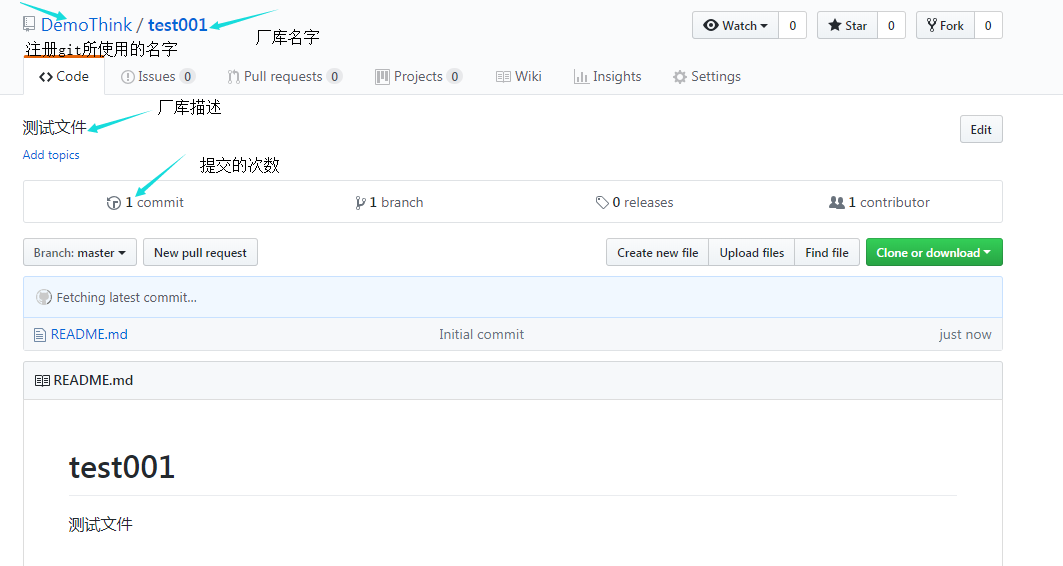 DemoThink / test001
厂库名字
Watch 0
Star 0
Fork 0
注册git所使用的名字
Code
Issues 0
Pull requests 0
Projects 0
Wiki
Insights
Settings
厂库描述
测试文件
Edit
Add topics
提交的次数
1 commit
1 branch
0 releases
1 contributor
Branch: master
New pull request
Create new file
Upload files
Find file
Clone or download
Fetching latest commit...
README.md
Initial commit
just now
README.md
test001
测试文件